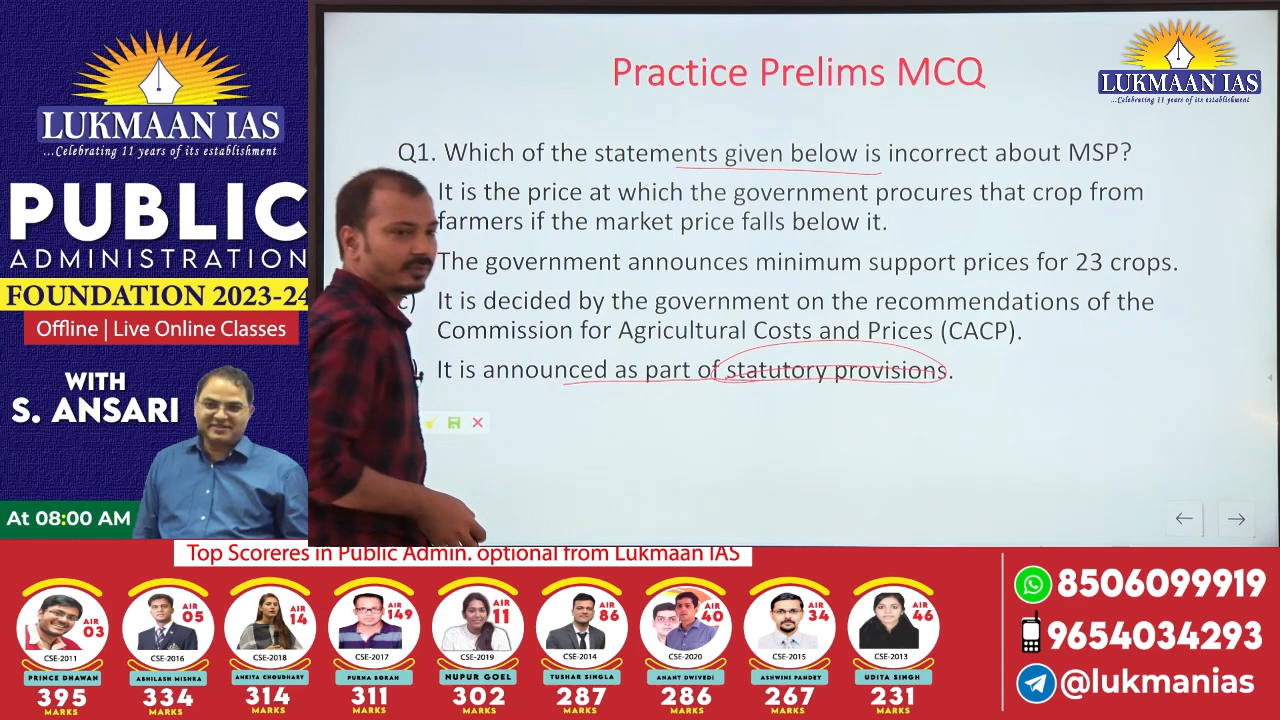 LUKMAAN IAS
...Celebrating 11 years of its establishment
PUBLIC
ADMINISTRATION
FOUNDATION 2023-24
Offline | Live Online Classes
WITH
S. ANSARI
At 08:00 AM
Practice Prelims MCQ
LUKMAAN IAS
...Celebrating 11 years of its establishment
Q1. Which of the statements given below is incorrect about MSP?
It is the price at which the government procures that crop from
farmers if the market price falls below it.
The government announces minimum support prices for 23 crops.
c) It is decided by the government on the recommendations of the
Commission for Agricultural Costs and Prices (CACP).
) It is announced as part of statutory provisions.
Top Scoreres in Public Admin. optional from Lukmaan IAS
AIR 03
CSE-2011
PRINCE DHAWAN
395
MARKS
AIR 05
CSE-2016
ABHILASH MISHRA
334
MARKS
AIR 14
CSE-2018
ANKITA CHOUDHARY
314
MARKS
AIR 149
CSE-2017
PURNA BORAH
311
MARKS
AIR 11
CSE-2019
NUPUR GOEL
302
MARKS
AIR 86
CSE-2014
TUSHAR SINGLA
287
MARKS
AIR 40
CSE-2020
ANANT DWIVEDI
286
MARKS
AIR 34
CSE-2015
ASHWINI PANDEY
267
MARKS
AIR 46
CSE-2013
UDITA SINGH
231
MARKS
8506099919
9654034293
@lukmanias